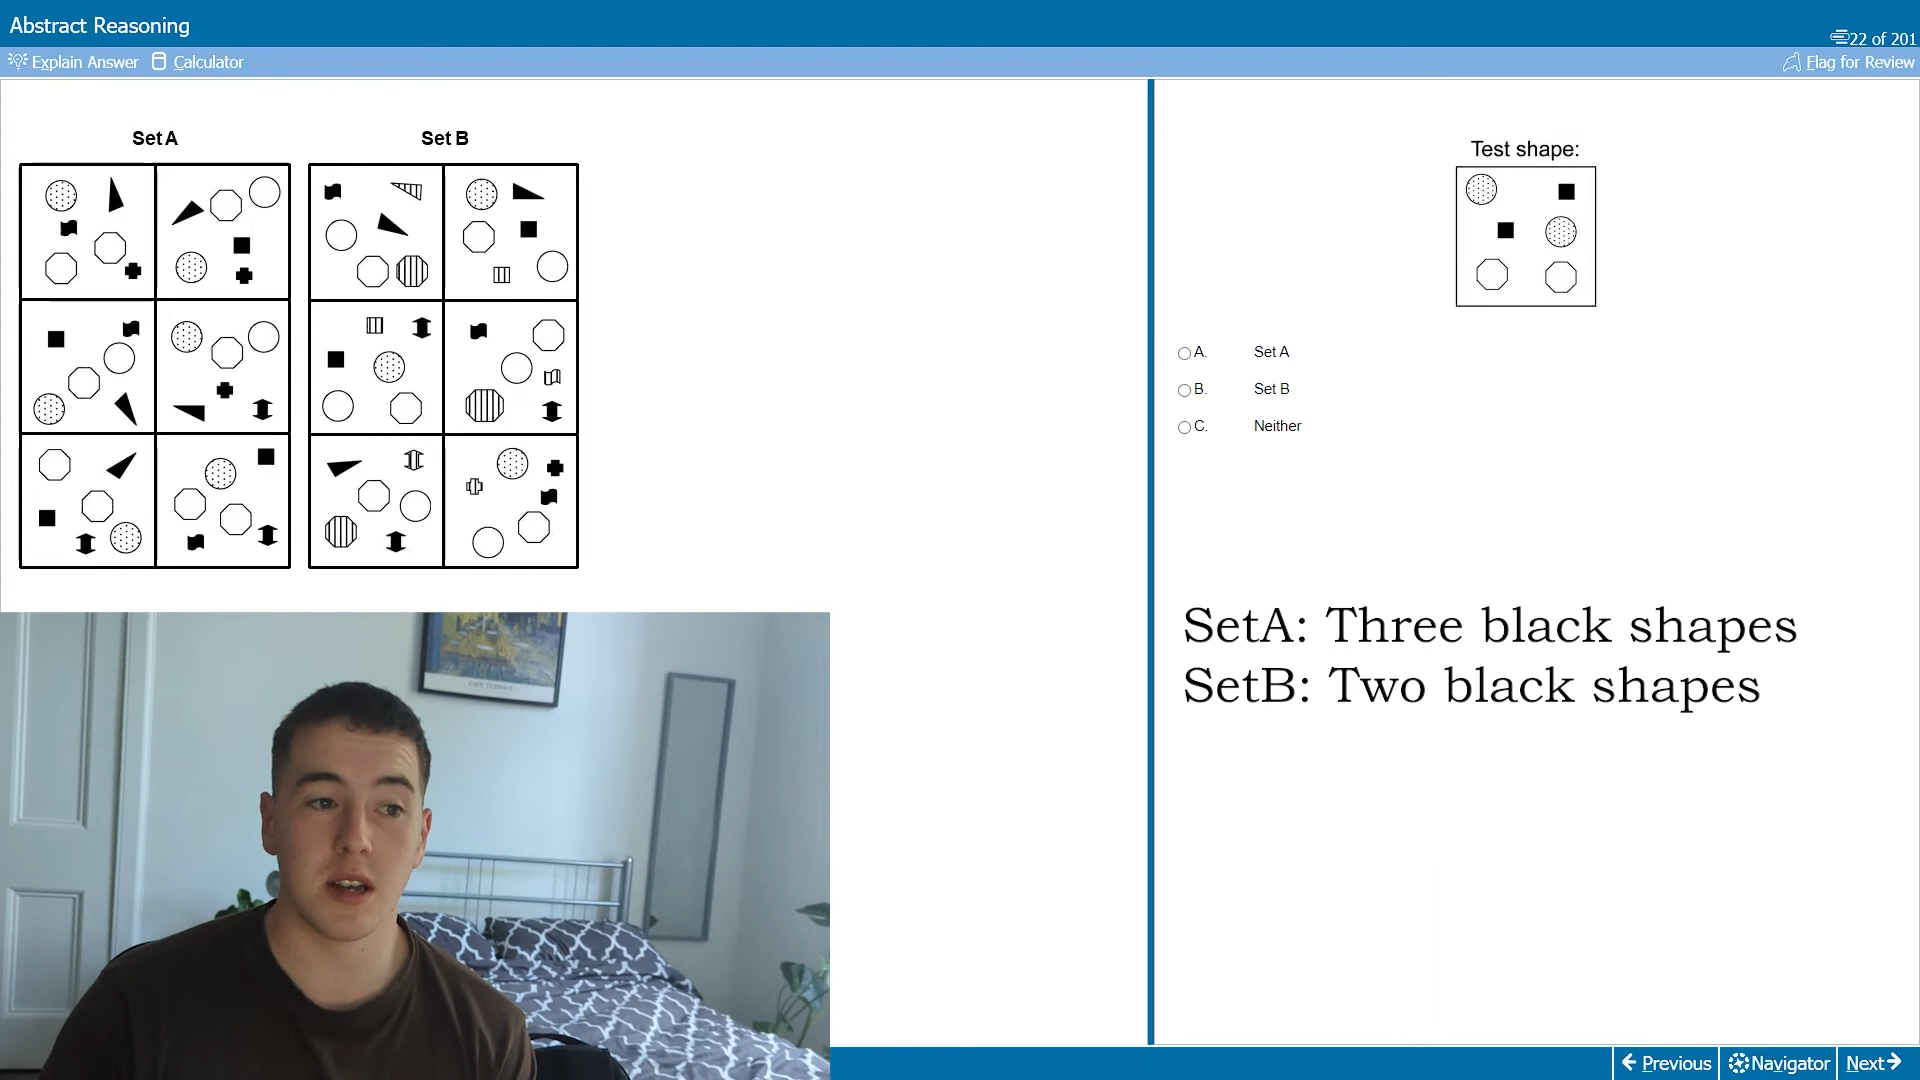 Abstract Reasoning
22 of 201
Explain Answer Calculator
Flag for Review
Set A Set B
Test shape:
A. Set A
B. Set B
C. Neither
SetA: Three black shapes
SetB: Two black shapes
Previous Navigator Next